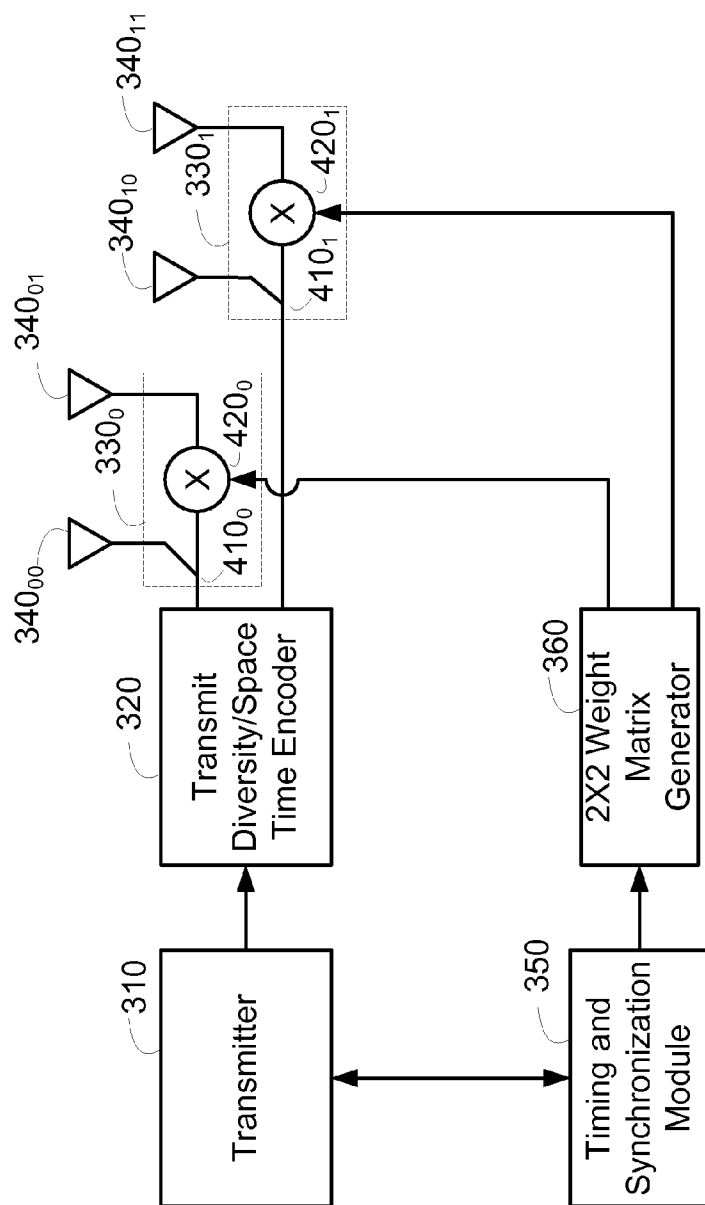 310
Transmitter
320
Transmit
Diversity/Space
Time Encoder
340₀₀
330₀
340₀₁
410₀
X
420₀
340₁₀
330₁
340₁₁
410₁
X
420₁
350
Timing and
Synchronization
Module
360
2X2 Weight
Matrix
Generator